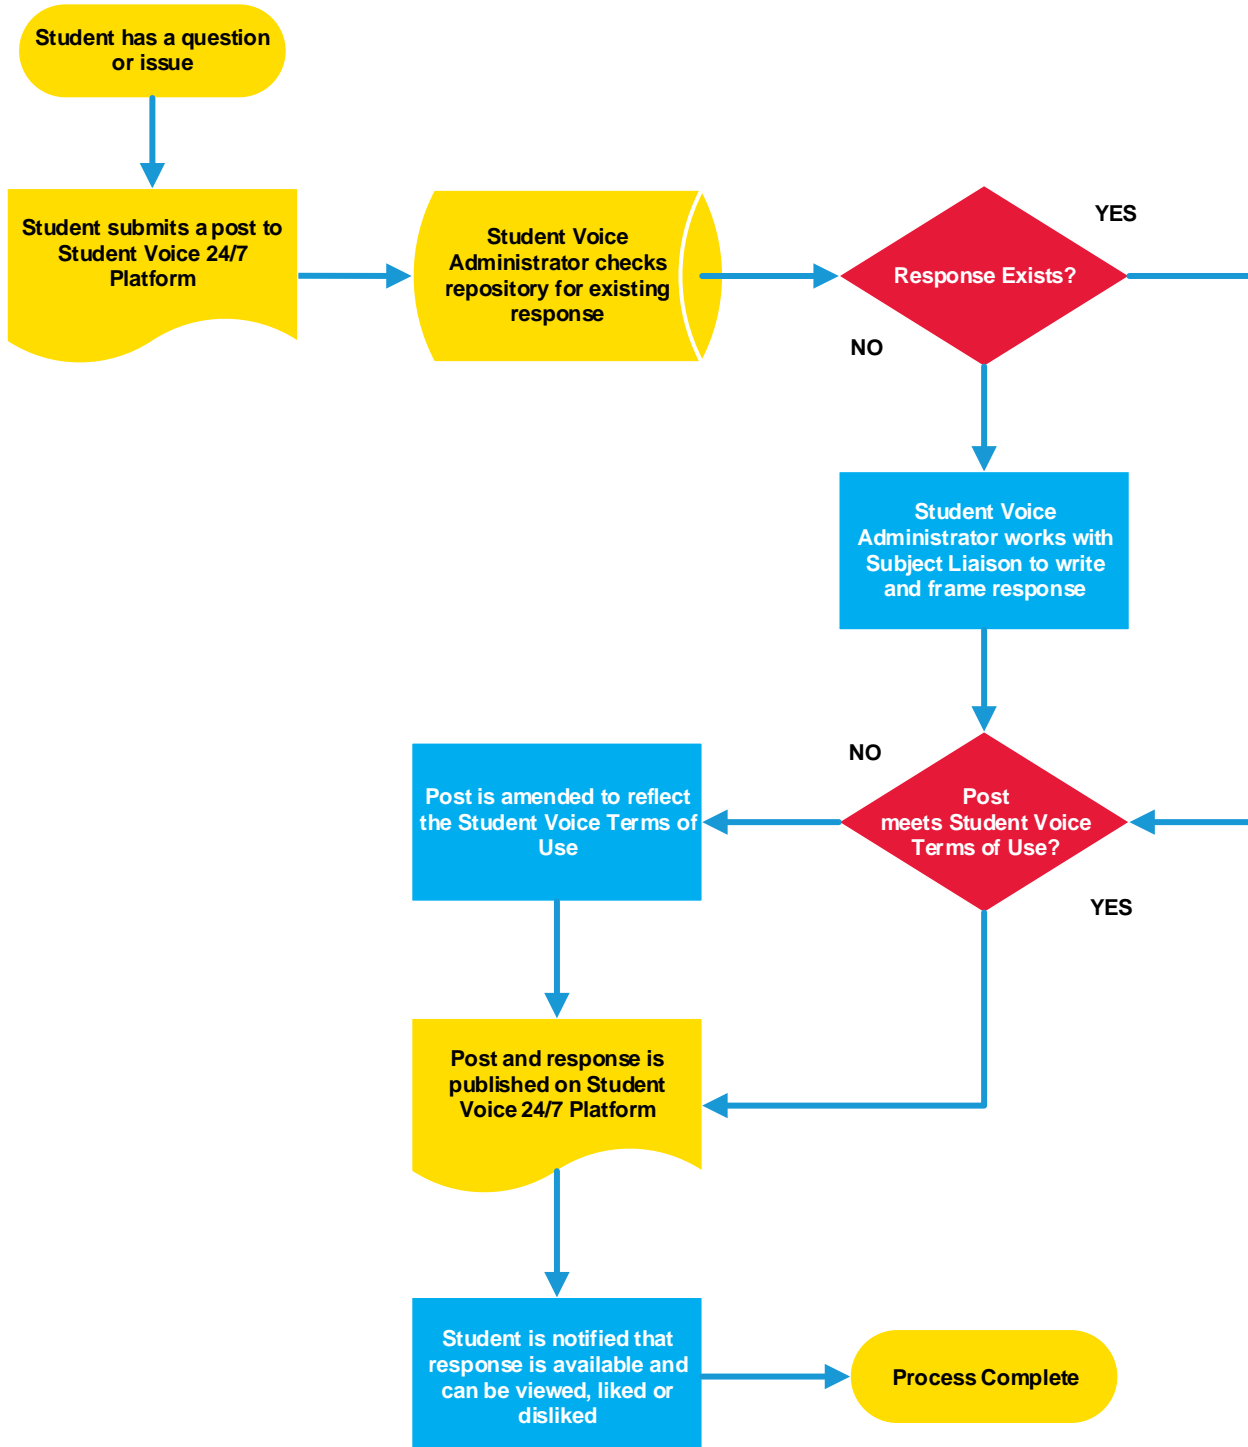 Student has a question
or issue
Student submits a post to
Student Voice 24/7
Platform
Student Voice
Administrator checks
repository for existing
response
Response Exists?
YES
NO
Student Voice
Administrator works with
Subject Liaison to write
and frame response
Post
meets Student Voice
Terms of Use?
NO
YES
Post is amended to reflect
the Student Voice Terms of
Use
Post and response is
published on Student
Voice 24/7 Platform
Student is notified that
response is available and
can be viewed, liked or
disliked
Process Complete